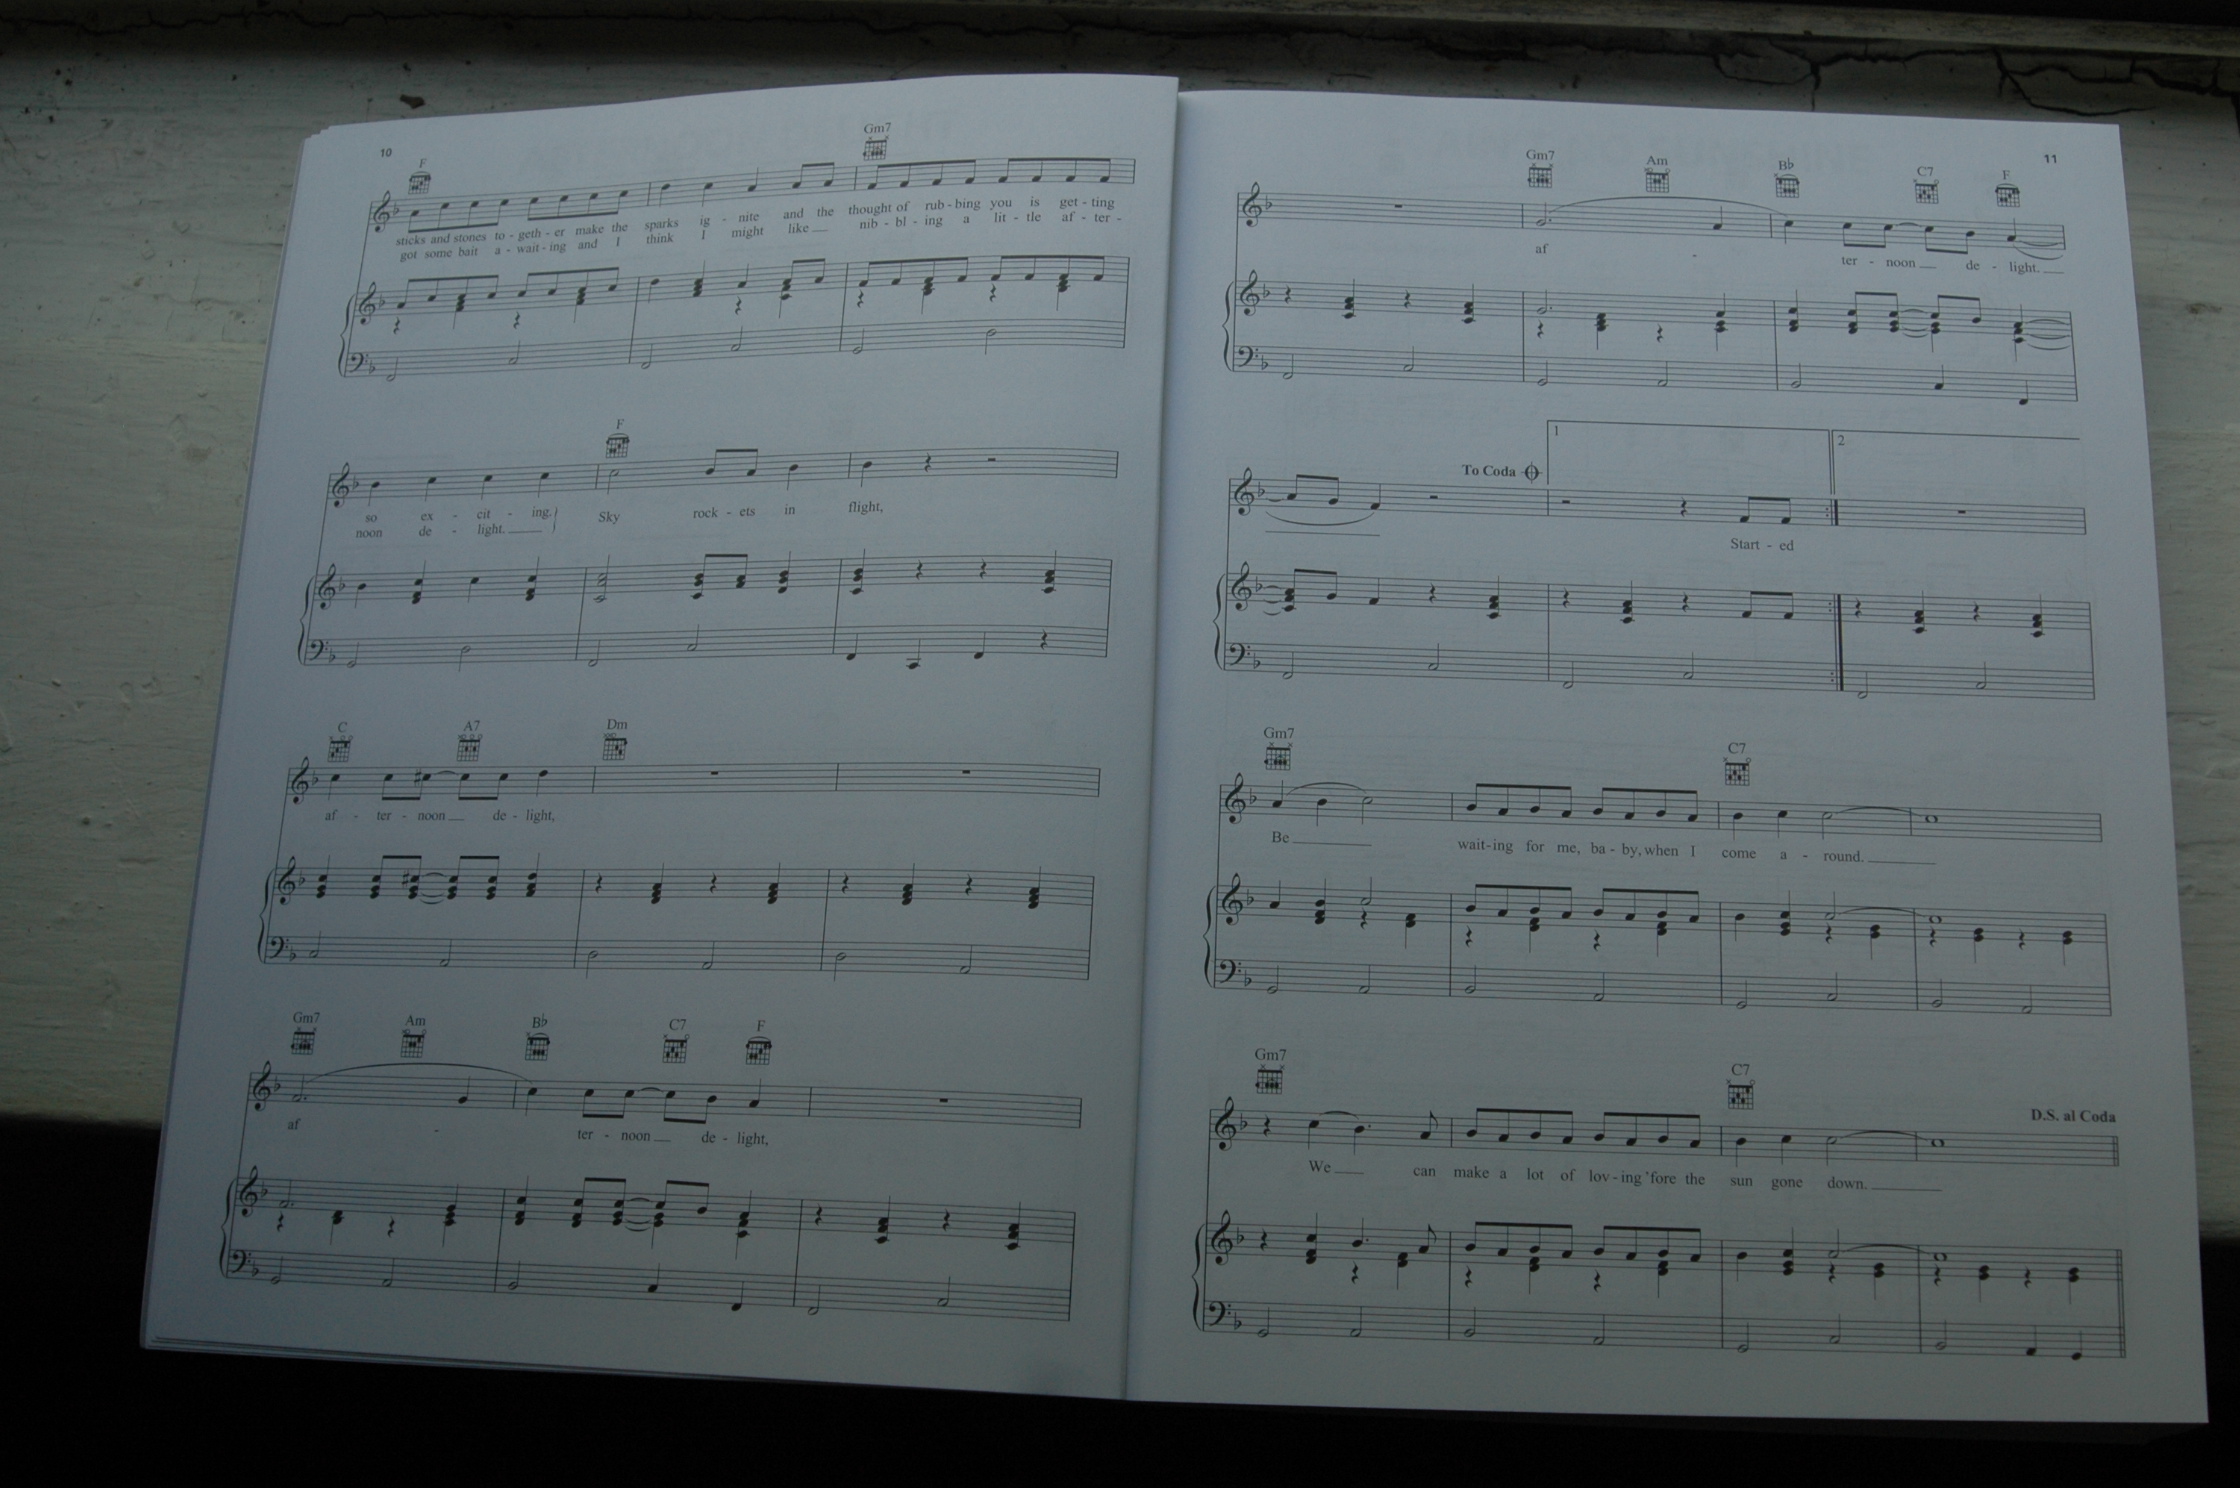 10
Gm7
F
sticks and stones to - geth - er make the sparks ig - nite and the thought of rub - bing you is get - ting
got some bait a - wait - ing and I think I might like nib - bl - ing a lit - tle af - ter -
F
so ex - cit - ing. Sky rock - ets in flight,
noon de - light.
C A7 Dm
af - ter - noon de - light,
Gm7 Am B♭ C7 F
af - ter - noon de - light,
11
Gm7 Am B♭ C7 F
af - ter - noon de - light.
1 2
To Coda
Start - ed
Gm7 C7
Be wait - ing for me, ba - by, when I come a - round.
Gm7 C7
D.S. al Coda
We can make a lot of lov - ing 'fore the sun gone down.